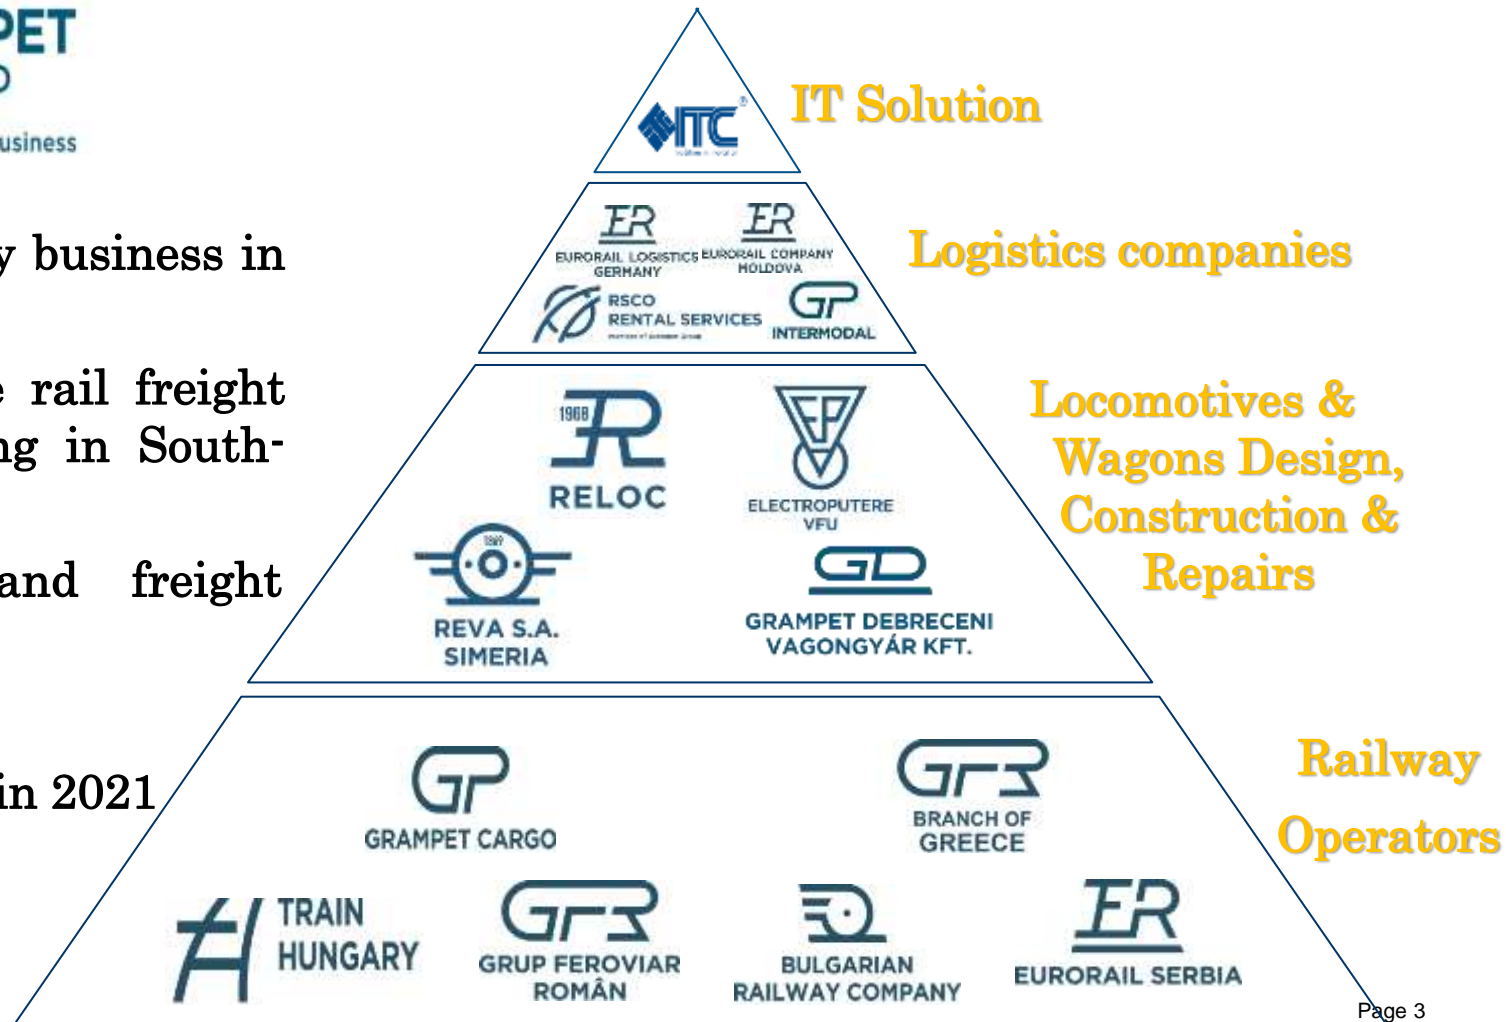 PET
usiness
y business in
e rail freight
ng in South-
and freight
in 2021
ITC®
IT Solution
EURORAIL LOGISTICS
GERMANY
EURORAIL COMPANY
MOLDOVA
RSCO
RENTAL SERVICES
GP
INTERMODAL
Logistics companies
1968
RELOC
ELECTROPUTERE
VFU
1869
REVA S.A.
SIMERIA
GD
GRAMPET DEBRECENI
VAGONGYÁR KFT.
Locomotives &
Wagons Design,
Construction &
Repairs
GP
GRAMPET CARGO
GFR
BRANCH OF
GREECE
TRAIN
HUNGARY
GFR
GRUP FEROVIAR
ROMÂN
BULGARIAN
RAILWAY COMPANY
ER
EURORAIL SERBIA
Railway
Operators
Page 3